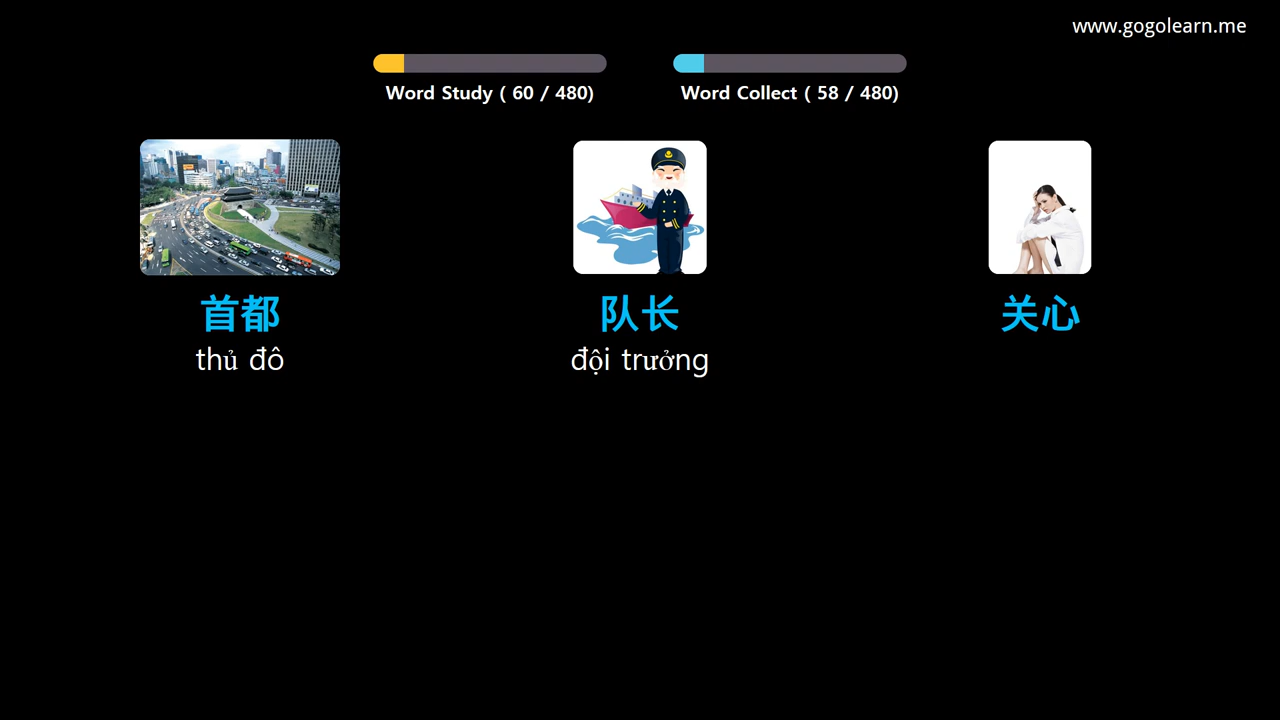 www.gogolearn.me
Word Study ( 60 / 480)
Word Collect ( 58 / 480)
首都
队长
关心
thủ đô
đội trưởng